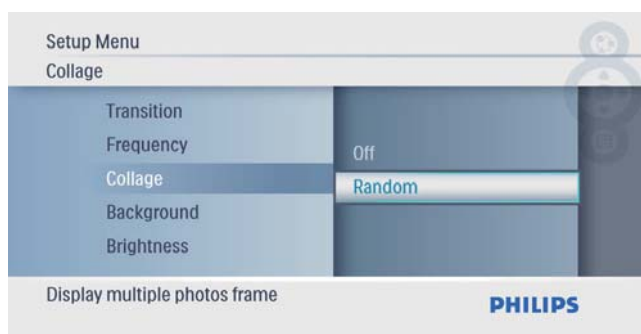 Setup Menu
Collage
Transition
Frequency
Collage
Background
Brightness
Off
Random
Display multiple photos frame
PHILIPS